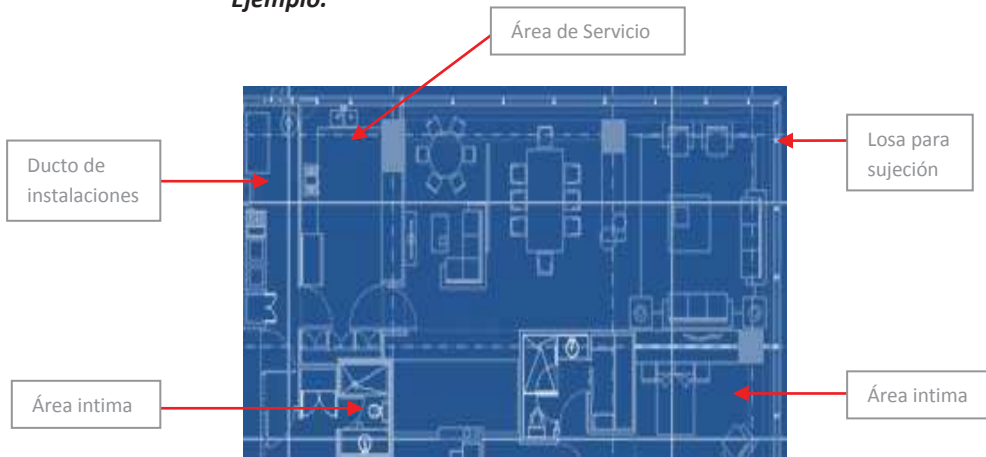 Ejemplo:
Área de Servicio
Ducto de
instalaciones
Losa para
sujeción
Área intima
Área intima